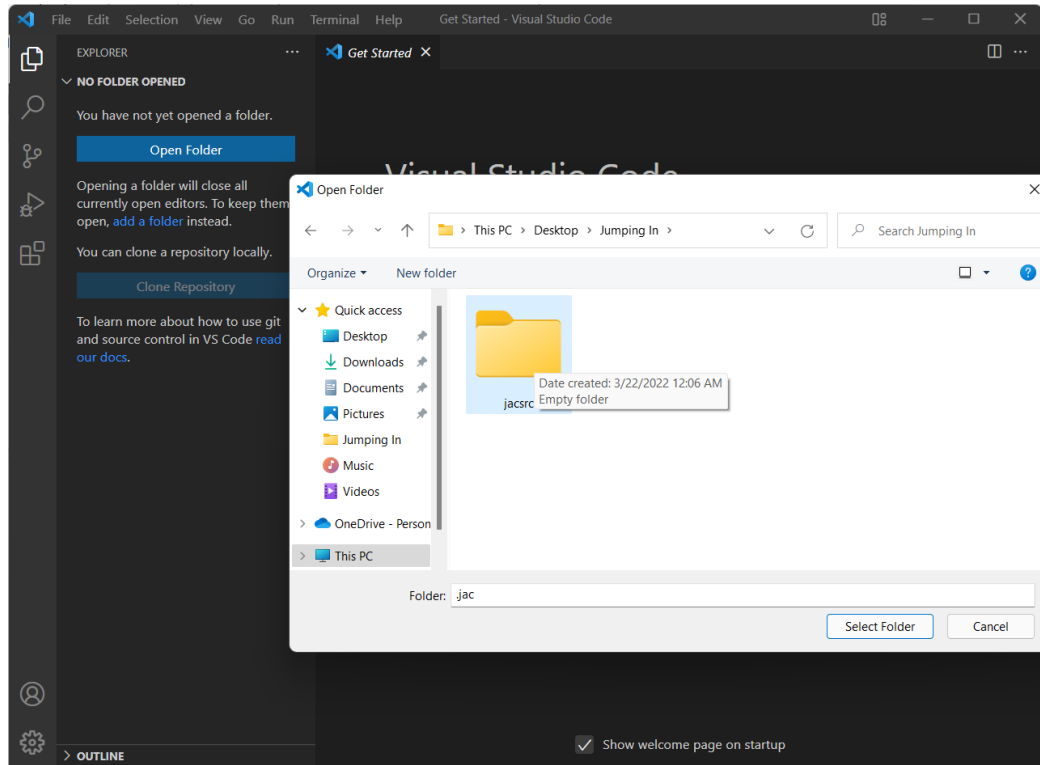 File Edit Selection View Go Run Terminal Help Get Started - Visual Studio Code
EXPLORER
Get Started
NO FOLDER OPENED
You have not yet opened a folder.
Open Folder
Opening a folder will close all
currently open editors. To keep them
open, add a folder instead.
You can clone a repository locally.
Clone Repository
To learn more about how to use git
and source control in VS Code read
our docs.
OUTLINE
Visual Studio Code
Open Folder
This PC > Desktop > Jumping In >
Search Jumping In
Organize
New folder
Quick access
Desktop
Downloads
Documents
Pictures
Jumping In
Music
Videos
OneDrive - Person
This PC
jacsrc
Date created: 3/22/2022 12:06 AM
Empty folder
Folder: .jac
Select Folder
Cancel
Show welcome page on startup